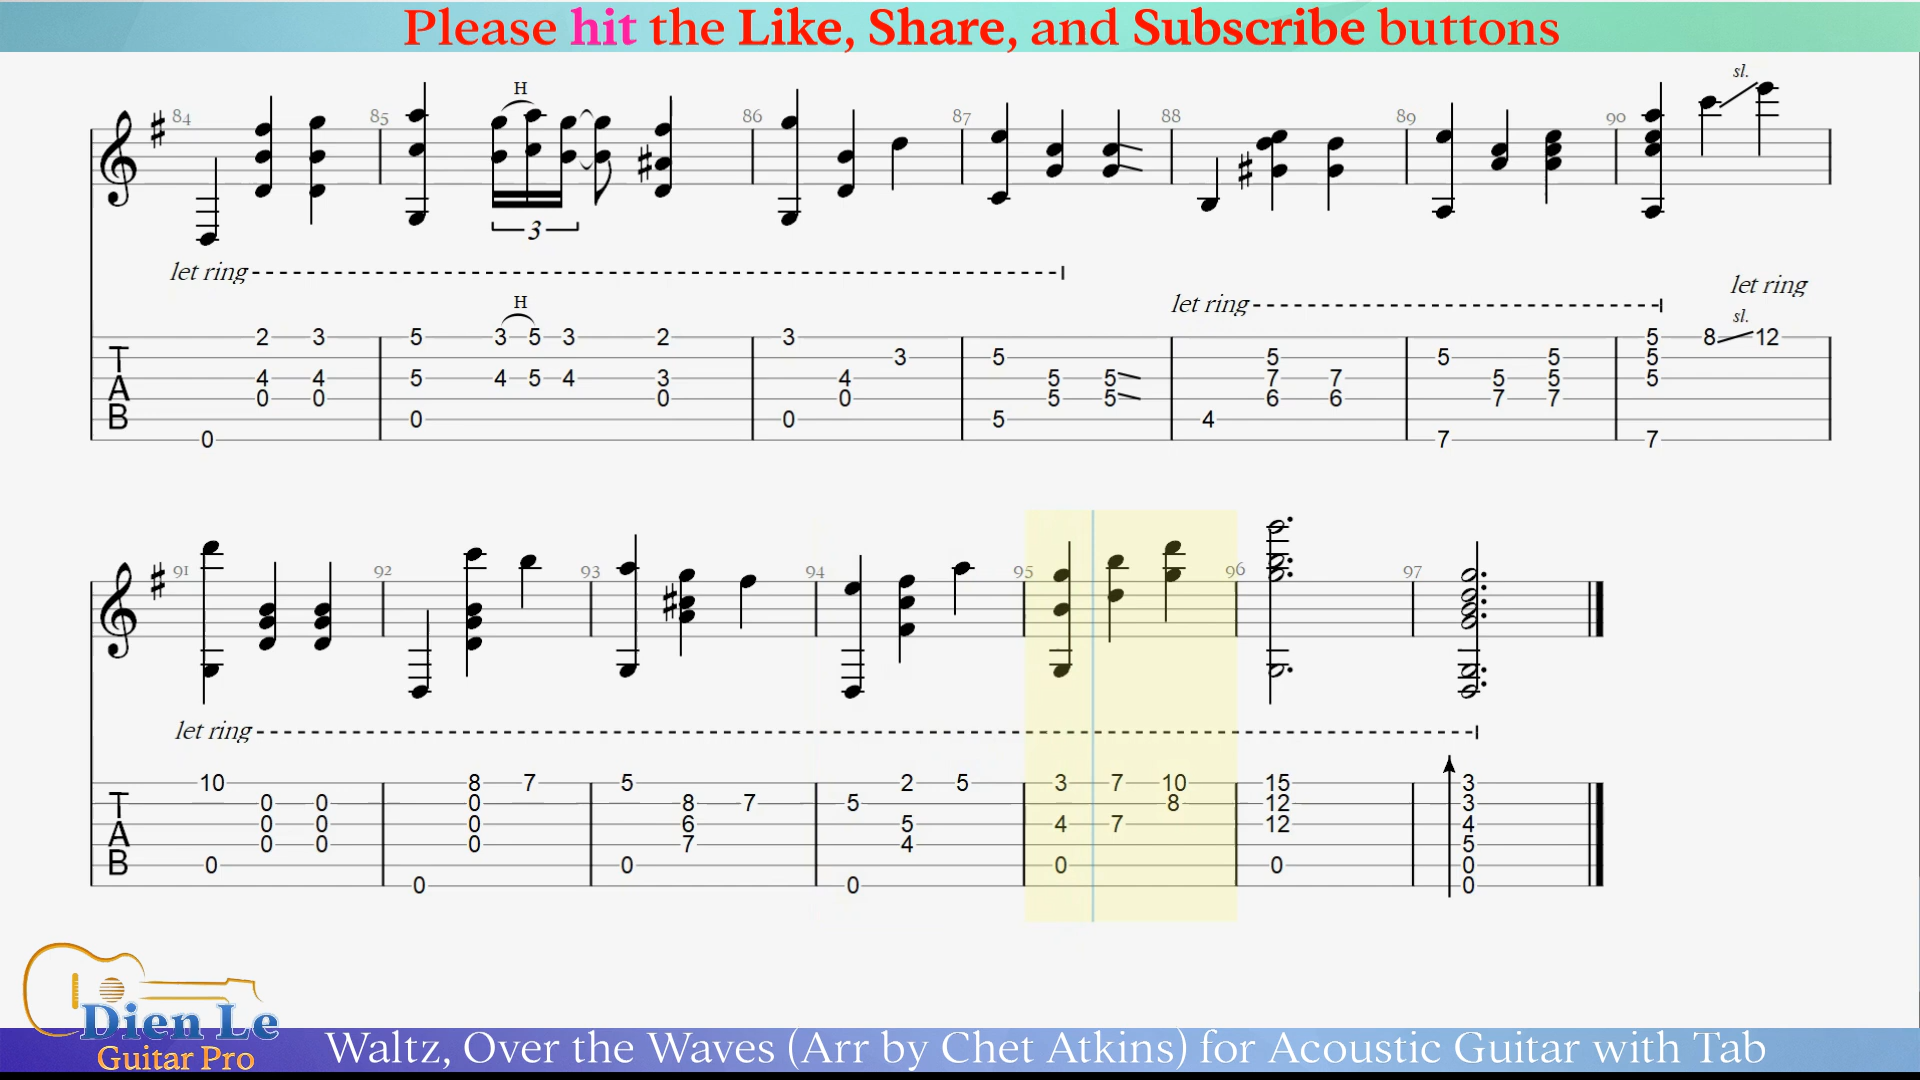 Please hit the Like, Share, and Subscribe buttons
84 85 86 87 88 89 90
H
sl.
3
let ring
let ring
let ring
H
sl.
2 3 5 3 5 3 2 3 5 8 12
3 5 5 5 5 5
4 4 5 4 5 4 3 4 5 5 7 7 5 5 5
0 0 0 0 5 5 6 6 7 7
0 0 5 4
0 7 7
T
A
B
91 92 93 94 95 96 97
let ring
10 8 7 5 2 5 3 7 10 15 3
0 0 0 8 7 5 8 12 3
0 0 0 6 5 4 7 12 4
0 0 0 7 4 5
0 0 0 0 0
0 0 0
T
A
B
Dien Le
Guitar Pro
Waltz, Over the Waves (Arr by Chet Atkins) for Acoustic Guitar with Tab